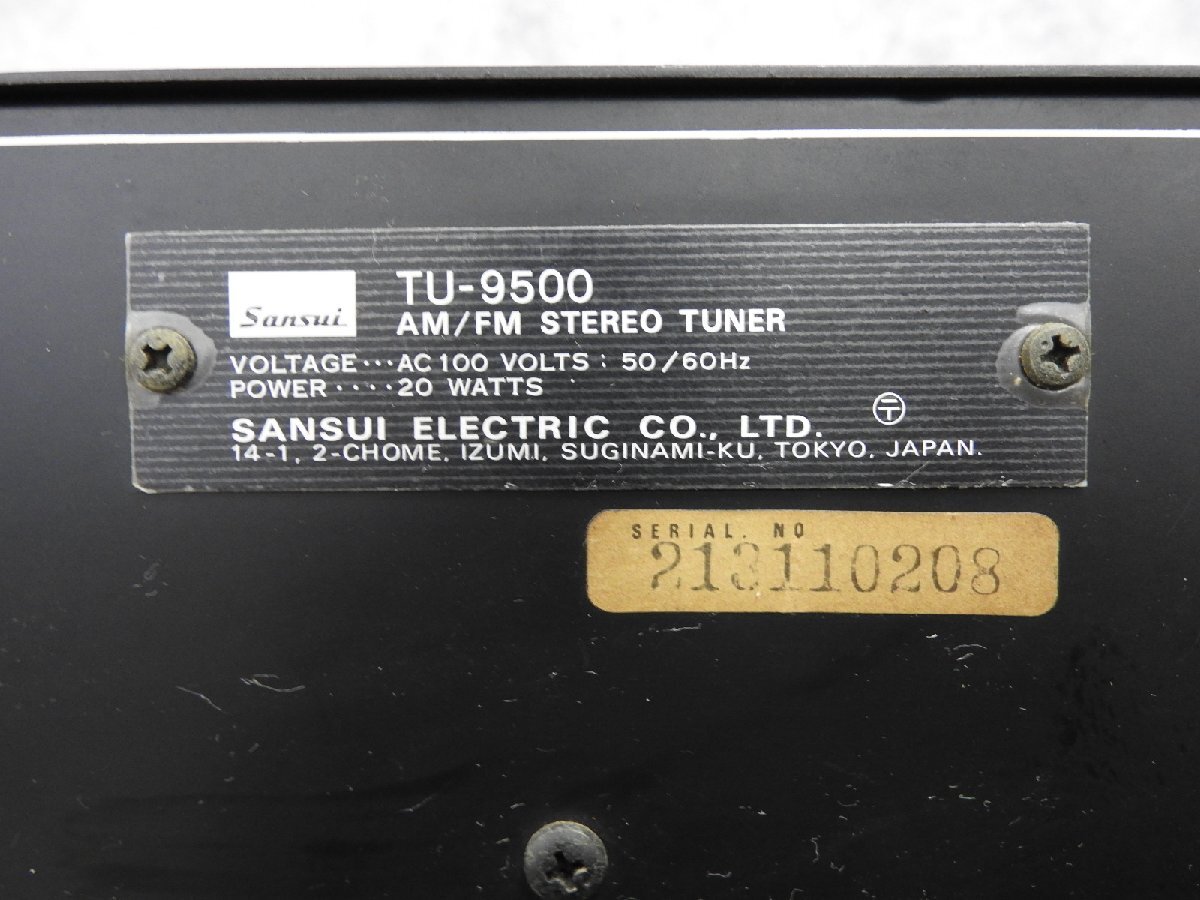 Sansui
TU-9500
AM/FM STEREO TUNER
VOLTAGE···AC 100 VOLTS : 50/60Hz
POWER ····20 WATTS
SANSUI ELECTRIC CO., LTD. 〶
14-1, 2-CHOME, IZUMI, SUGINAMI-KU, TOKYO, JAPAN.
SERIAL. NO
213110208